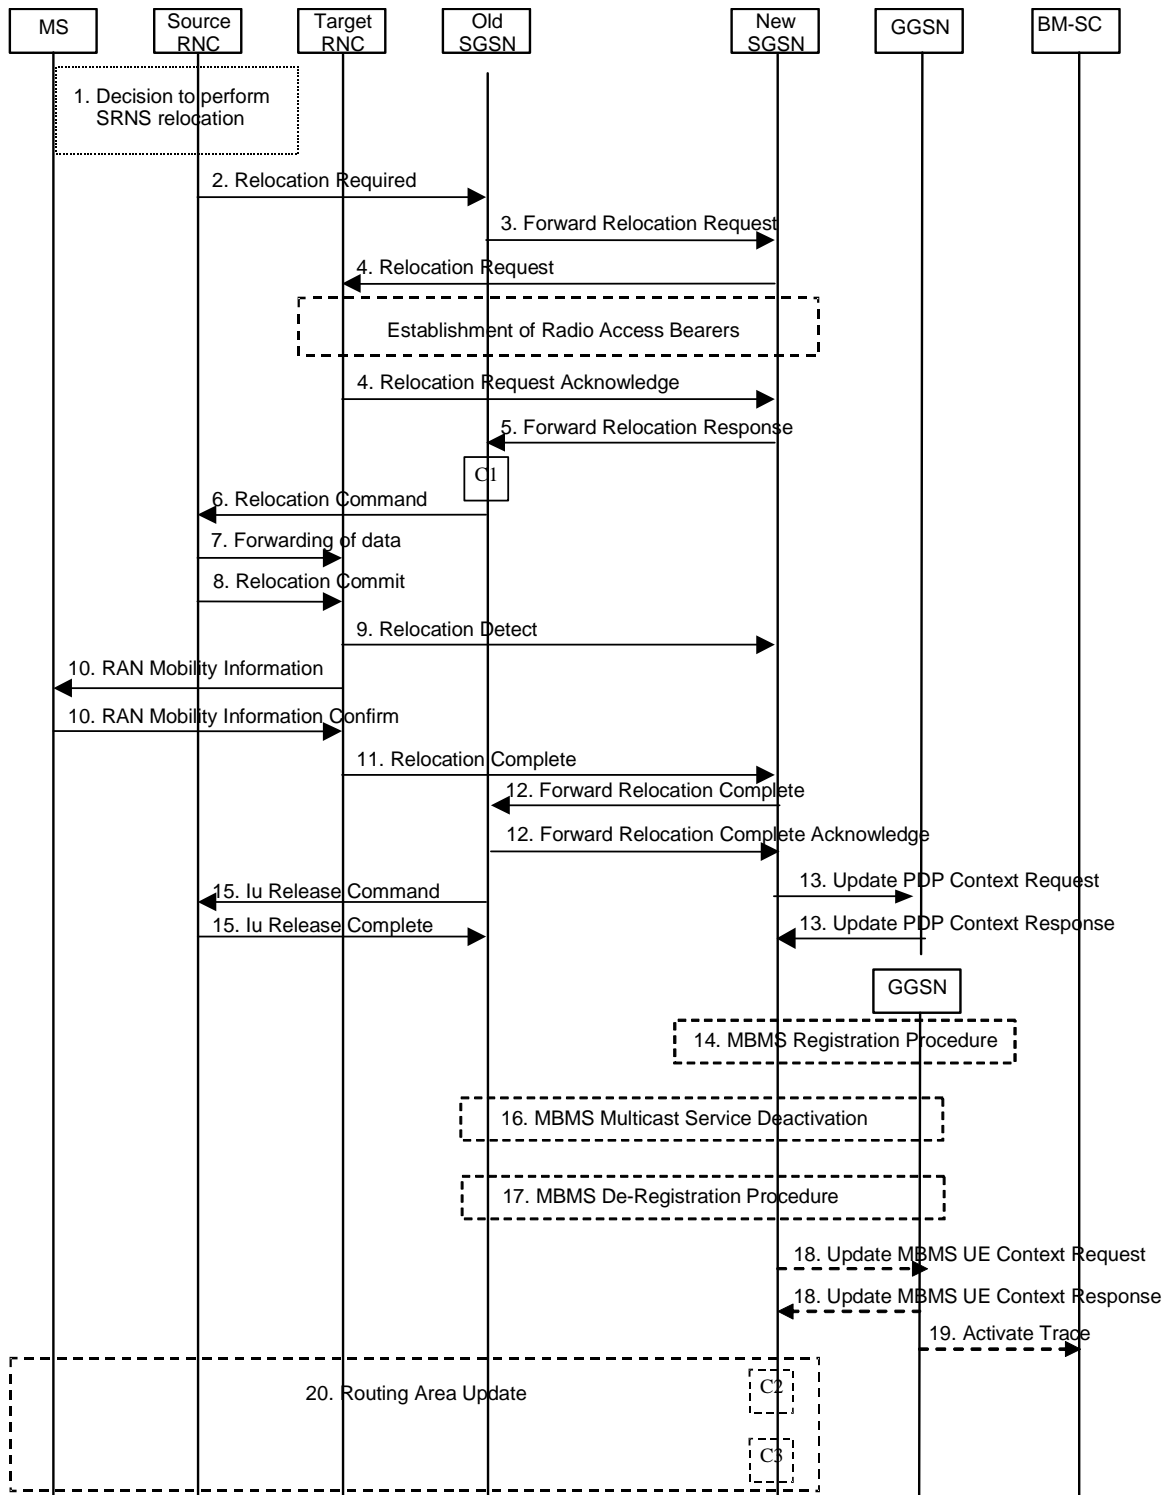 MS
Source
RNC
Target
RNC
Old
SGSN
New
SGSN
GGSN
BM-SC
1. Decision to perform
SRNS relocation
2. Relocation Required
3. Forward Relocation Request
4. Relocation Request
Establishment of Radio Access Bearers
4. Relocation Request Acknowledge
5. Forward Relocation Response
C1
6. Relocation Command
7. Forwarding of data
8. Relocation Commit
9. Relocation Detect
10. RAN Mobility Information
10. RAN Mobility Information Confirm
11. Relocation Complete
12. Forward Relocation Complete
12. Forward Relocation Complete Acknowledge
13. Update PDP Context Request
15. Iu Release Command
13. Update PDP Context Response
15. Iu Release Complete
GGSN
14. MBMS Registration Procedure
16. MBMS Multicast Service Deactivation
17. MBMS De-Registration Procedure
18. Update MBMS UE Context Request
18. Update MBMS UE Context Response
19. Activate Trace
20. Routing Area Update
C2
C3